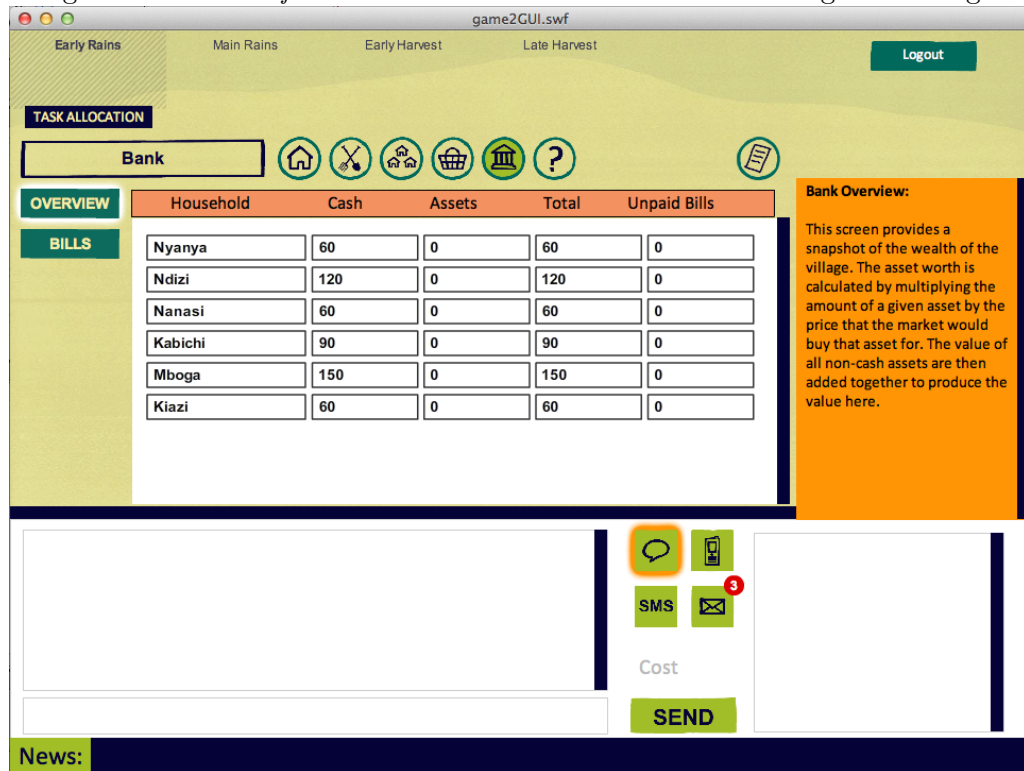 game2GUI.swf
Early Rains Main Rains Early Harvest Late Harvest
Logout
TASK ALLOCATION
Bank
?
OVERVIEW
BILLS
Household Cash Assets Total Unpaid Bills
Nyanya 60 0 60 0
Ndizi 120 0 120 0
Nanasi 60 0 60 0
Kabichi 90 0 90 0
Mboga 150 0 150 0
Kiazi 60 0 60 0
Bank Overview:
This screen provides a
snapshot of the wealth of the
village. The asset worth is
calculated by multiplying the
amount of a given asset by the
price that the market would
buy that asset for. The value of
all non-cash assets are then
added together to produce the
value here.
3
SMS
Cost
SEND
News: